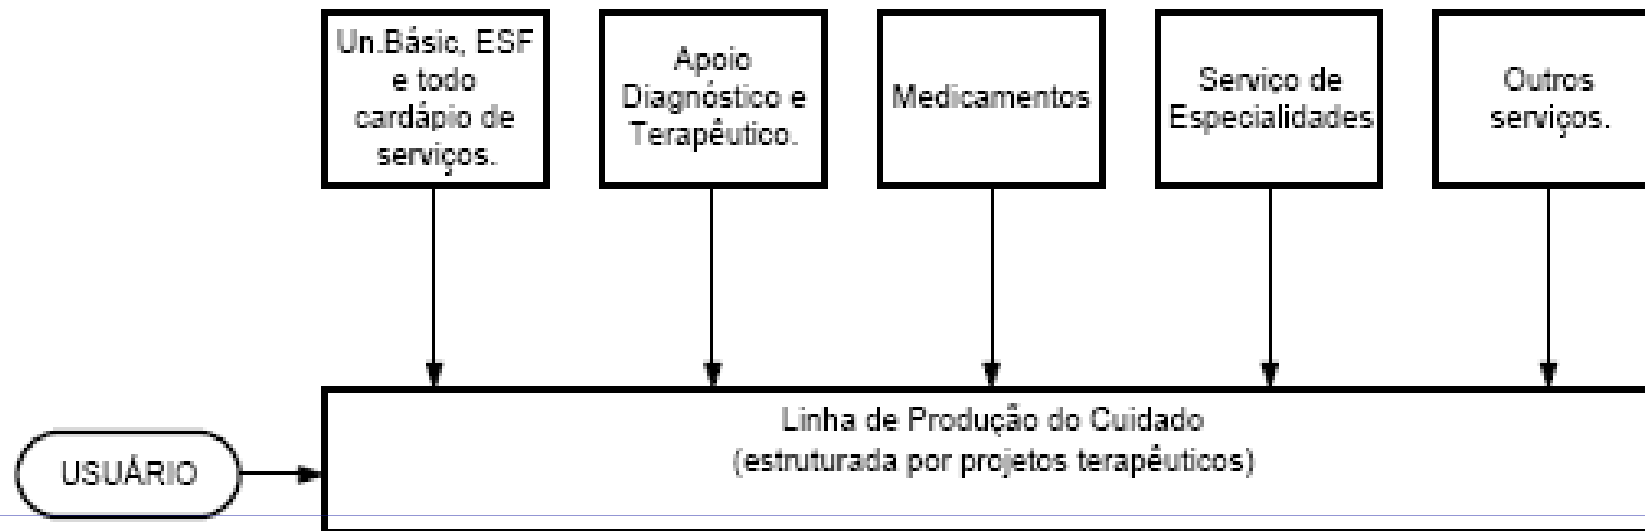 Un.Básic, ESF
e todo
cardápio de
serviços.
Apoio
Diagnóstico e
Terapêutico.
Medicamentos
Serviço de
Especialidades
Outros
serviços.
Linha de Produção do Cuidado
(estruturada por projetos terapêuticos)
USUÁRIO